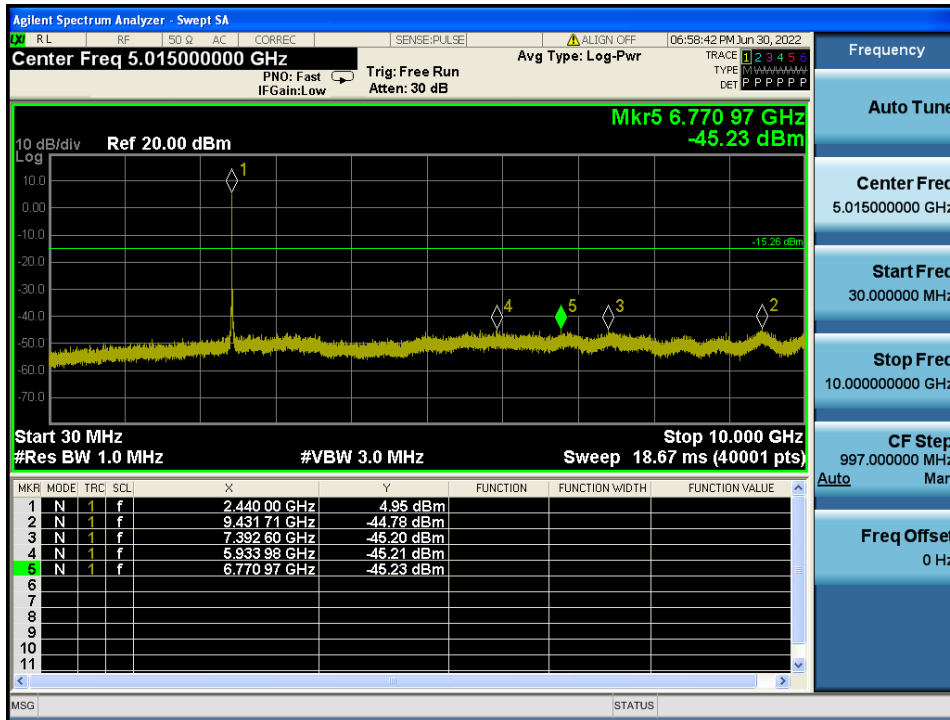 Agilent Spectrum Analyzer - Swept SA
LXI RL RF 50 Ω AC CORREC SENSE:PULSE ALIGN OFF 06:58:42 PM Jun 30, 2022
Center Freq 5.015000000 GHz
PNO: Fast
IFGain:Low
Trig: Free Run
Atten: 30 dB
Avg Type: Log-Pwr
TRACE 1 2 3 4 5 6
TYPE M W W W W W
DET P P P P P P
Mkr5 6.770 97 GHz
-45.23 dBm
10 dB/div Ref 20.00 dBm
Log
10.0
0.00
-10.0
-20.0
-30.0
-40.0
-50.0
-60.0
-70.0
-15.26 dBm
1
4
5
3
2
Start 30 MHz Stop 10.000 GHz
#Res BW 1.0 MHz #VBW 3.0 MHz Sweep 18.67 ms (40001 pts)
MKR MODE TRC SCL X Y FUNCTION FUNCTION WIDTH FUNCTION VALUE
1 N 1 f 2.440 00 GHz 4.95 dBm
2 N 1 f 9.431 71 GHz -44.78 dBm
3 N 1 f 7.392 60 GHz -45.20 dBm
4 N 1 f 5.933 98 GHz -45.21 dBm
5 N 1 f 6.770 97 GHz -45.23 dBm
6
7
8
9
10
11
MSG STATUS
Frequency
Auto Tune
Center Freq
5.015000000 GHz
Start Freq
30.000000 MHz
Stop Freq
10.000000000 GHz
CF Step
997.000000 MHz
Auto Man
Freq Offset
0 Hz